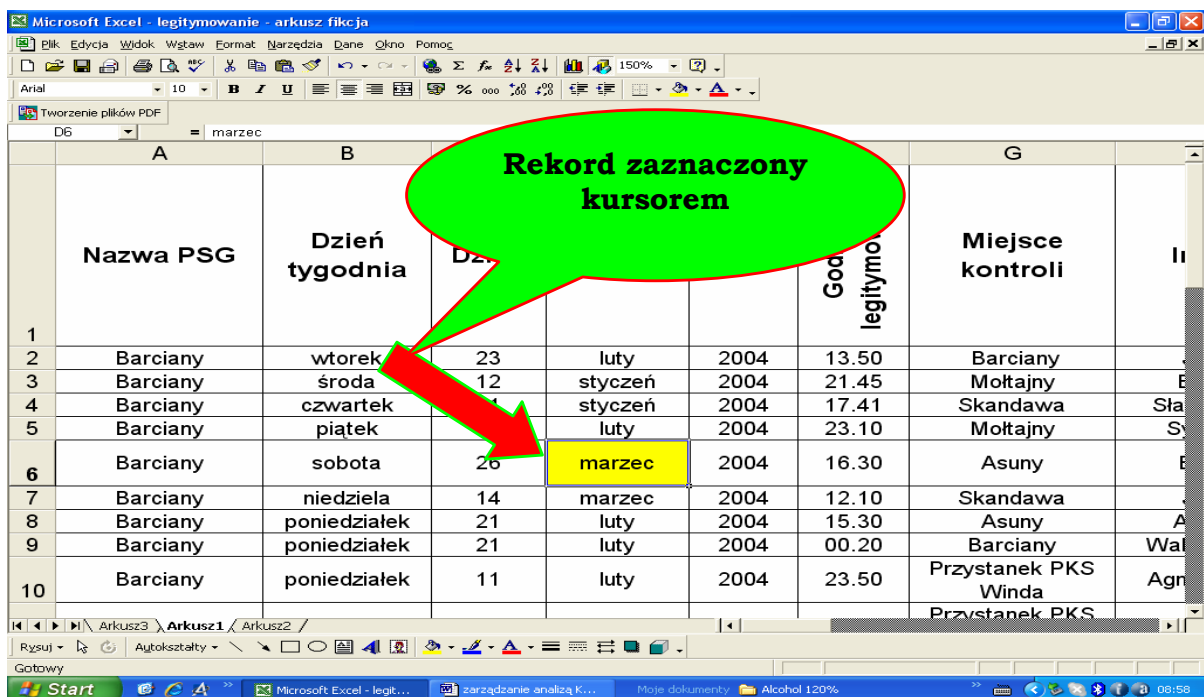 Microsoft Excel - legitymowanie - arkusz fikcja
Plik Edycja Widok Wstaw Format Narzędzia Dane Okno Pomoc
150%
Arial 10 B I U % 000
Tworzenie plików PDF
D6 = marzec
A B G
Rekord zaznaczony
kursorem
Nazwa PSG
Dzień
tygodnia
Miejsce
kontroli
1
2 Barciany wtorek 23 luty 2004 13.50 Barciany
3 Barciany środa 12 styczeń 2004 21.45 Mołtajny
4 Barciany czwartek styczeń 2004 17.41 Skandawa Sła
5 Barciany piątek luty 2004 23.10 Mołtajny
6 Barciany sobota 26 marzec 2004 16.30 Asuny
7 Barciany niedziela 14 marzec 2004 12.10 Skandawa
8 Barciany poniedziałek 21 luty 2004 15.30 Asuny
9 Barciany poniedziałek 21 luty 2004 00.20 Barciany Wal
10 Barciany poniedziałek 11 luty 2004 23.50 Przystanek PKS Agn
Winda
Przystanek PKS
Arkusz3 Arkusz1 Arkusz2
Rysuj Autokształty
Gotowy
Start Microsoft Excel - legit... zarządzanie analizą K... Moje dokumenty Alcohol 120% 08:58